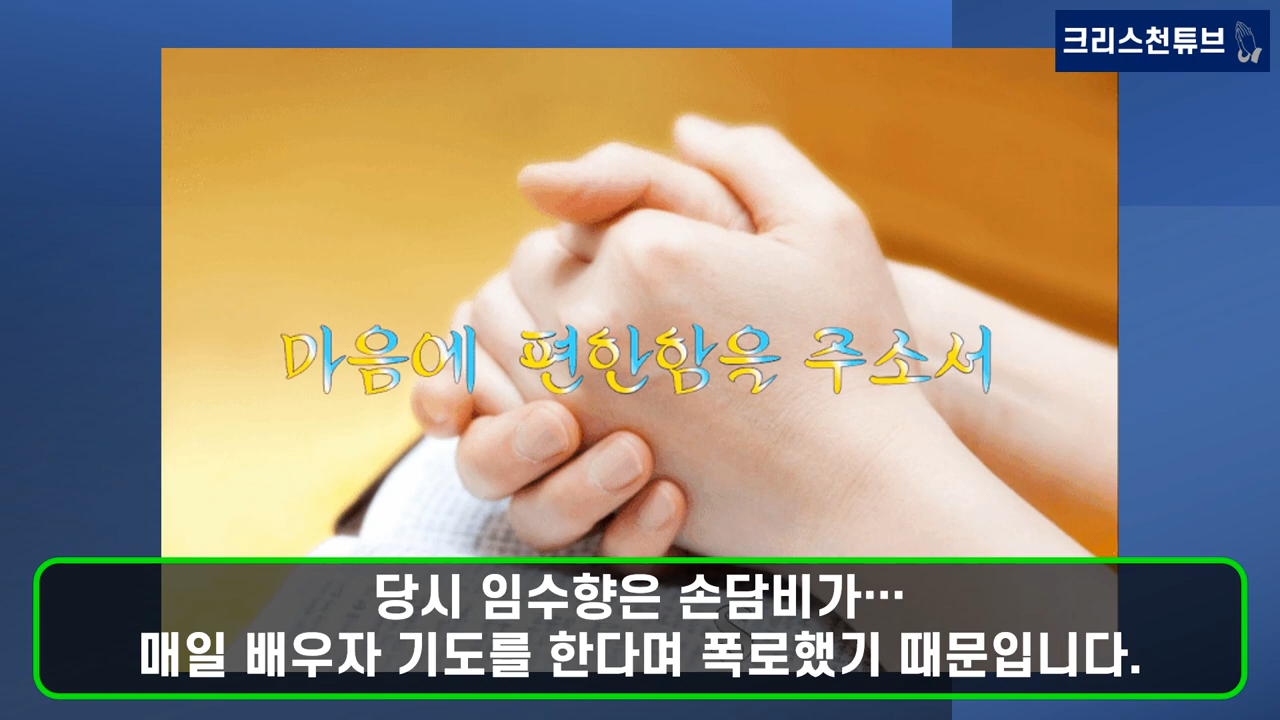 크리스천튜브
마음에 편안함을 주소서
당시 임수향은 손담비가…
매일 배우자 기도를 한다며 폭로했기 때문입니다.